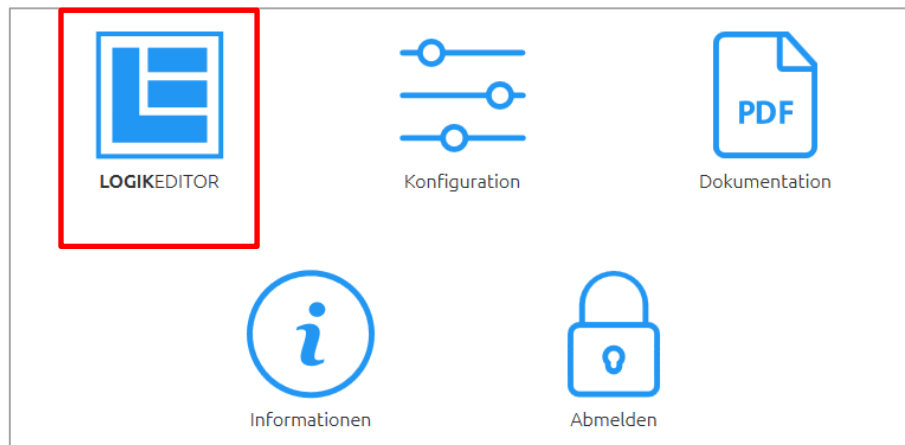 PDF
LOGIKEDITOR
Konfiguration
Dokumentation
Informationen
Abmelden